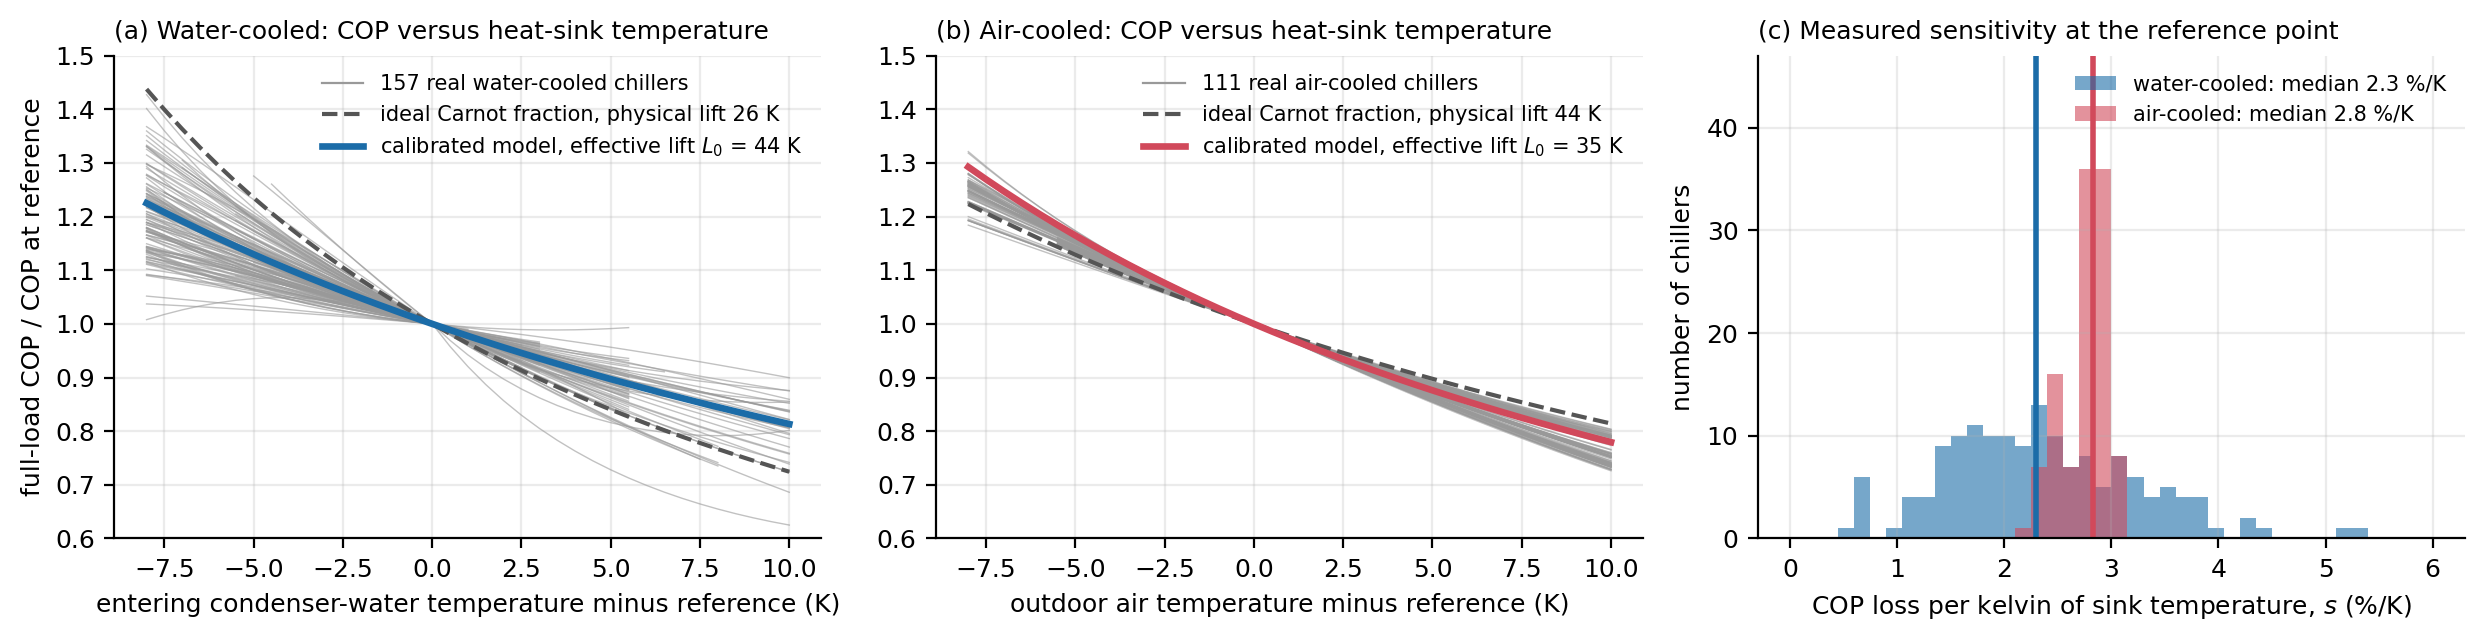 (a) Water-cooled: COP versus heat-sink temperature
full-load COP / COP at reference
1.5
1.4
1.3
1.2
1.1
1.0
0.9
0.8
0.7
0.6
157 real water-cooled chillers
ideal Carnot fraction, physical lift 26 K
calibrated model, effective lift L₀ = 44 K
−7.5 −5.0 −2.5 0.0 2.5 5.0 7.5 10.0
entering condenser-water temperature minus reference (K)
(b) Air-cooled: COP versus heat-sink temperature
1.5
1.4
1.3
1.2
1.1
1.0
0.9
0.8
0.7
0.6
111 real air-cooled chillers
ideal Carnot fraction, physical lift 44 K
calibrated model, effective lift L₀ = 35 K
−7.5 −5.0 −2.5 0.0 2.5 5.0 7.5 10.0
outdoor air temperature minus reference (K)
(c) Measured sensitivity at the reference point
number of chillers
40
30
20
10
0
water-cooled: median 2.3 %/K
air-cooled: median 2.8 %/K
0 1 2 3 4 5 6
COP loss per kelvin of sink temperature, s (%/K)